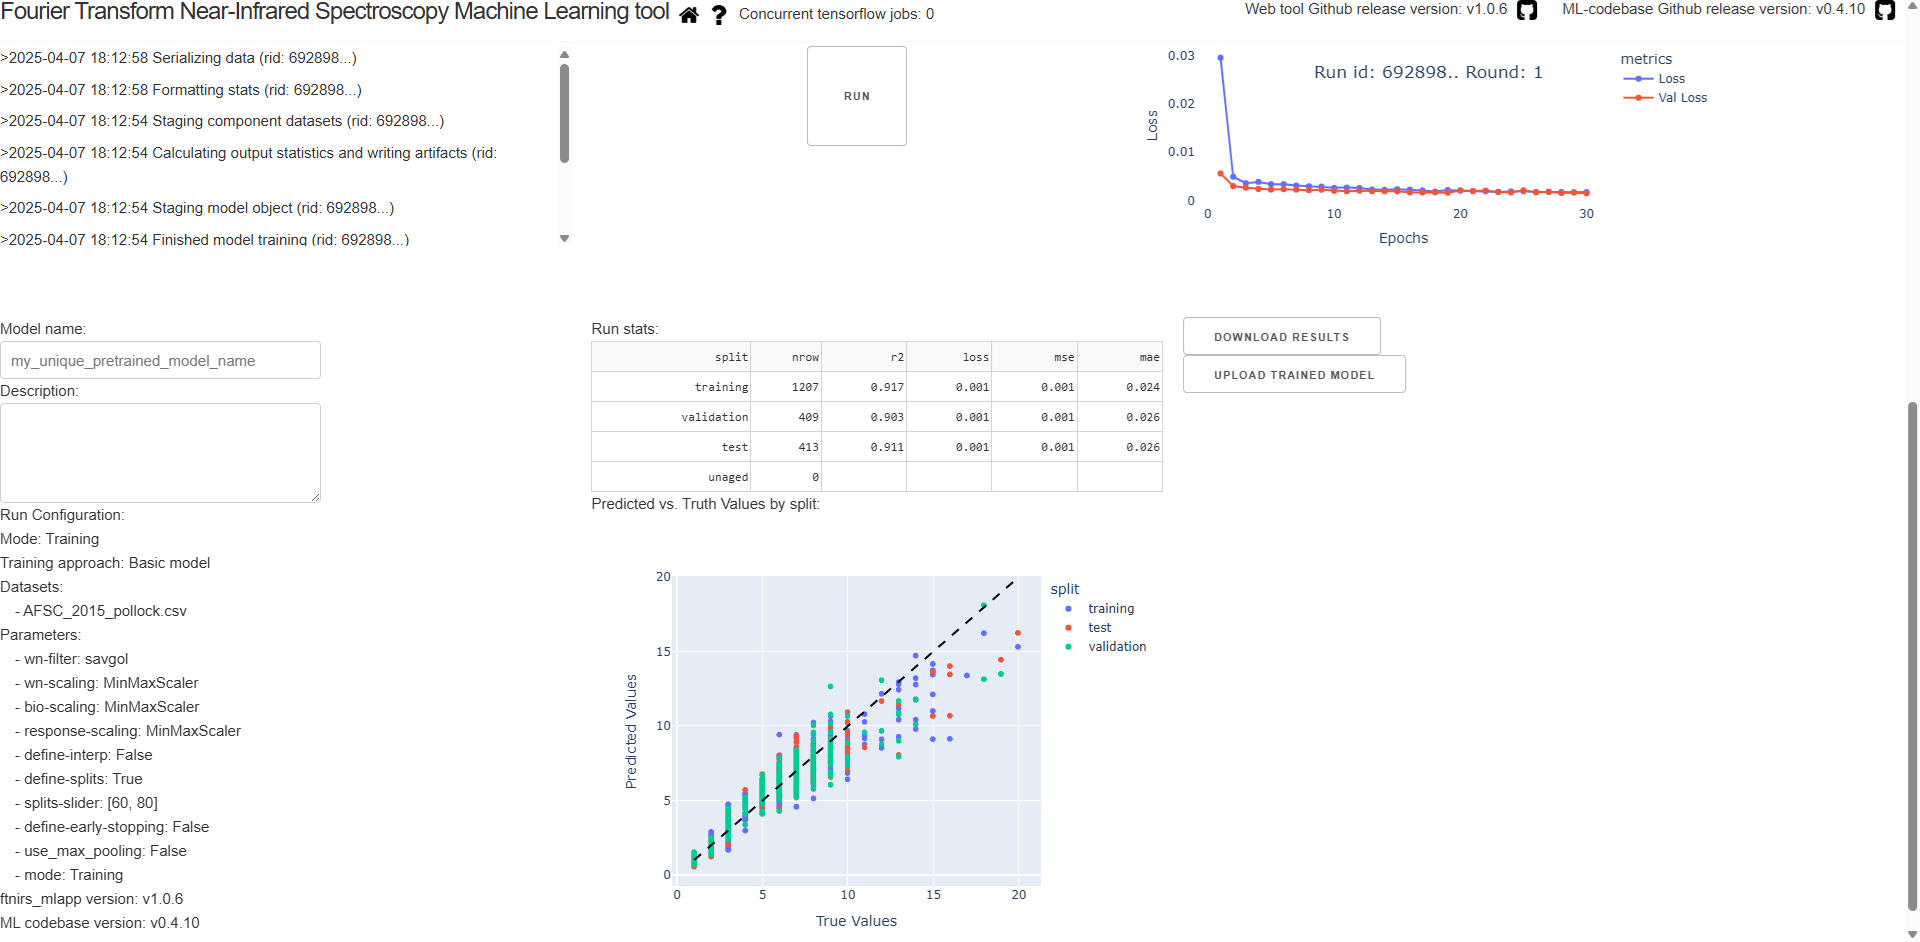 Fourier Transform Near-Infrared Spectroscopy Machine Learning tool
Concurrent tensorflow jobs: 0
Web tool Github release version: v1.0.6
ML-codebase Github release version: v0.4.10
>2025-04-07 18:12:58 Serializing data (rid: 692898...)
>2025-04-07 18:12:58 Formatting stats (rid: 692898...)
>2025-04-07 18:12:54 Staging component datasets (rid: 692898...)
>2025-04-07 18:12:54 Calculating output statistics and writing artifacts (rid:
692898...)
>2025-04-07 18:12:54 Staging model object (rid: 692898...)
>2025-04-07 18:12:54 Finished model training (rid: 692898...)
RUN
Run id: 692898.. Round: 1
0.03
0.02
0.01
0
Loss
0 10 20 30
Epochs
metrics
Loss
Val Loss
Model name:
my_unique_pretrained_model_name
Description:
Run Configuration:
Mode: Training
Training approach: Basic model
Datasets:
- AFSC_2015_pollock.csv
Parameters:
- wn-filter: savgol
- wn-scaling: MinMaxScaler
- bio-scaling: MinMaxScaler
- response-scaling: MinMaxScaler
- define-interp: False
- define-splits: True
- splits-slider: [60, 80]
- define-early-stopping: False
- use_max_pooling: False
- mode: Training
ftnirs_mlapp version: v1.0.6
ML codebase version: v0.4.10
Run stats:
split nrow r2 loss mse mae
training 1207 0.917 0.001 0.001 0.024
validation 409 0.903 0.001 0.001 0.026
test 413 0.911 0.001 0.001 0.026
unaged 0
Predicted vs. Truth Values by split:
20
15
10
5
0
Predicted Values
0 5 10 15 20
True Values
split
training
test
validation
DOWNLOAD RESULTS
UPLOAD TRAINED MODEL